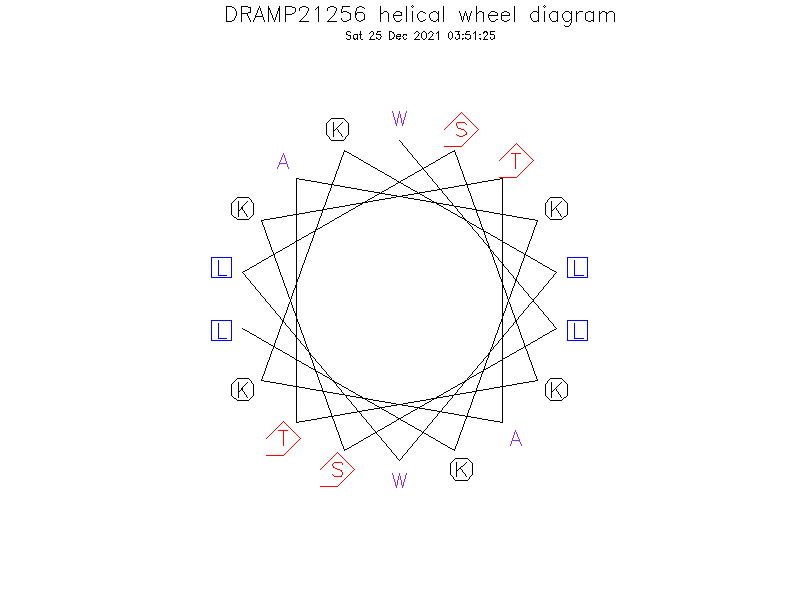 DRAMP21256 helical wheel diagram
Sat 25 Dec 2021 03:51:25
W
K S
A T
K K
L L
L L
K K
T A
S K
W